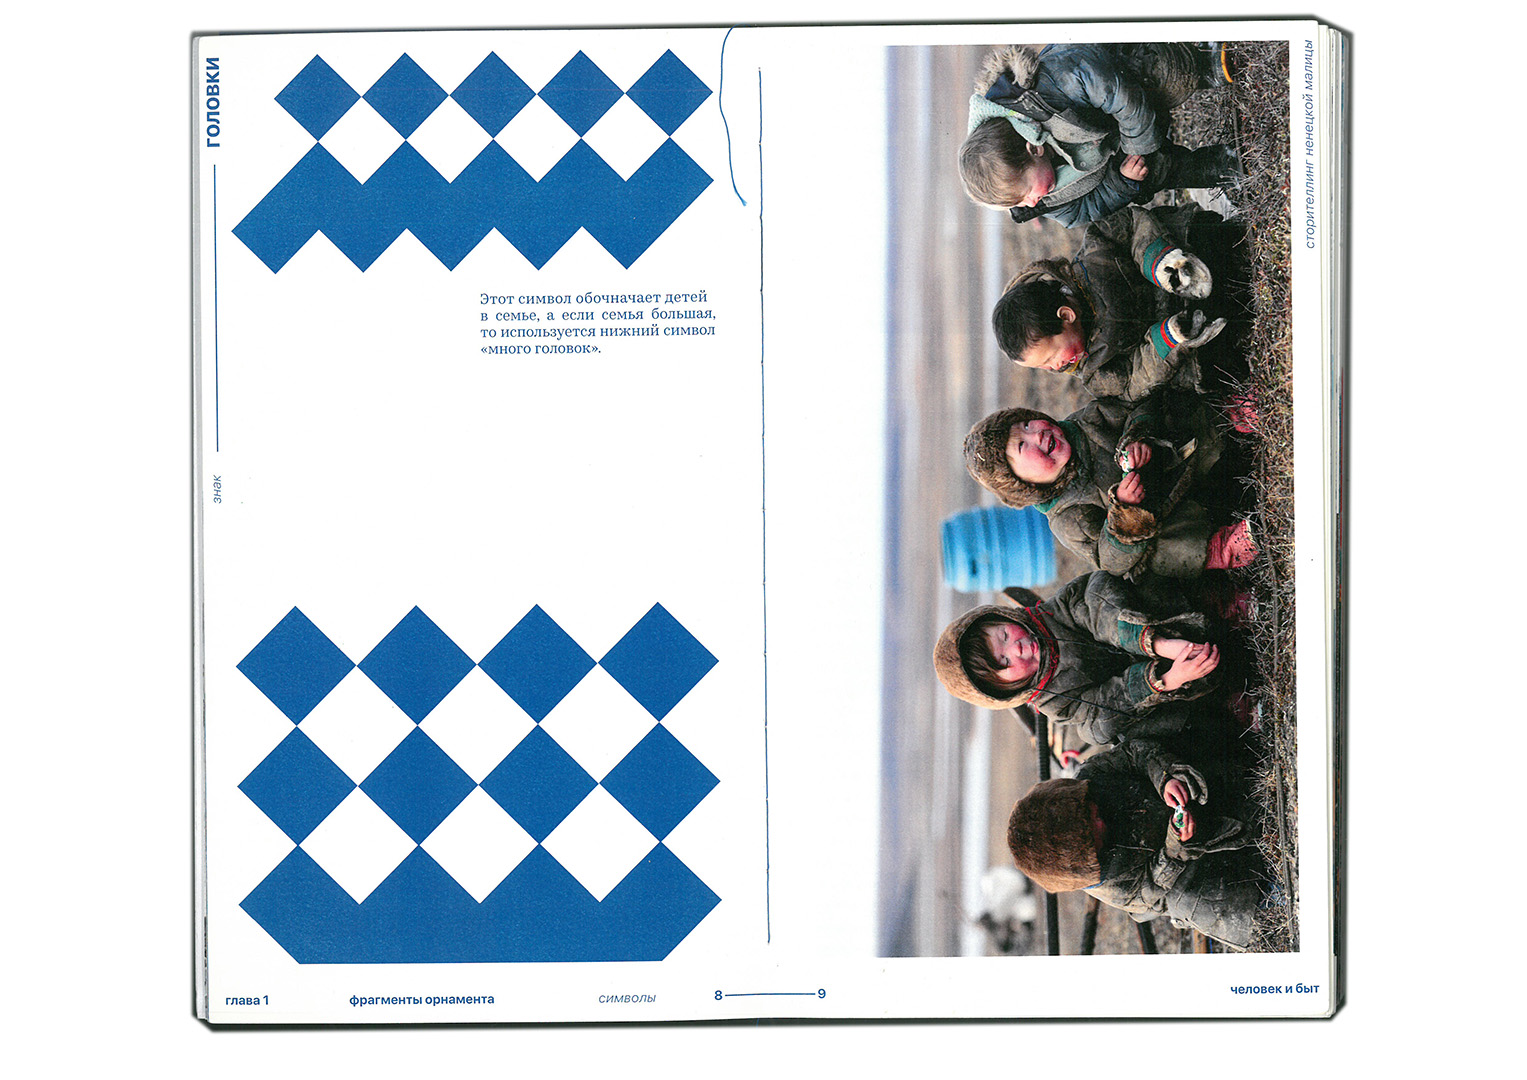 ГОЛОВКИ
знак
Этот символ обочначает детей
в семье, а если семья большая,
то используется нижний символ
«много головок».
глава 1
фрагменты орнамента
символы
8
9
сторителлинг ненецкой малицы
человек и быт